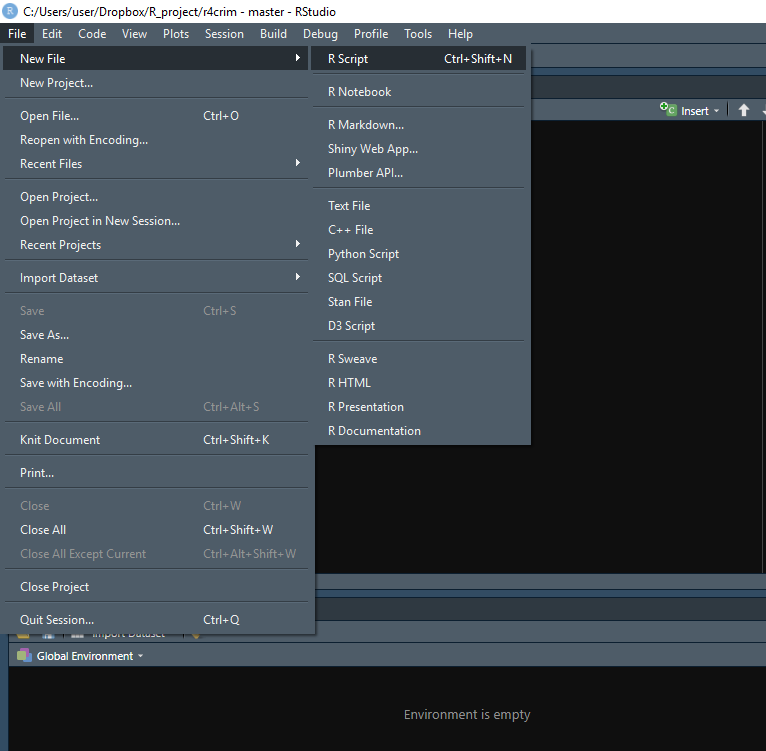 C:/Users/user/Dropbox/R_project/r4crim - master - RStudio
File Edit Code View Plots Session Build Debug Profile Tools Help
New File
New Project...
Open File... Ctrl+O
Reopen with Encoding...
Recent Files
Open Project...
Open Project in New Session...
Recent Projects
Import Dataset
Save Ctrl+S
Save As...
Rename
Save with Encoding...
Save All Ctrl+Alt+S
Knit Document Ctrl+Shift+K
Print...
Close Ctrl+W
Close All Ctrl+Shift+W
Close All Except Current Ctrl+Alt+Shift+W
Close Project
Quit Session... Ctrl+Q
R Script Ctrl+Shift+N
R Notebook
R Markdown...
Shiny Web App...
Plumber API...
Text File
C++ File
Python Script
SQL Script
Stan File
D3 Script
R Sweave
R HTML
R Presentation
R Documentation
Insert
Import Dataset
Global Environment
Environment is empty